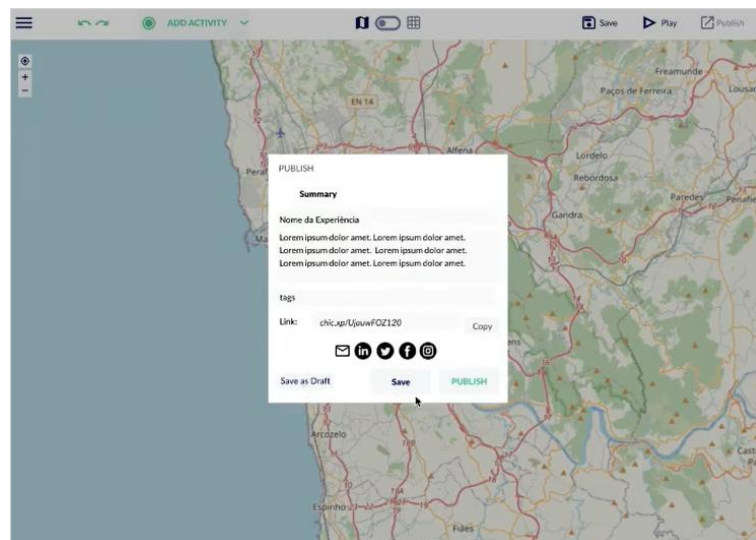 ADD ACTIVITY
Save
Play
Publish
+
−
EN 14
Freamunde
Paços de Ferreira
Alfena
Lordelo
Rebordosa
Paredes
Gandra
PUBLISH
Summary
Nome da Experiência
Lorem ipsum dolor amet. Lorem ipsum dolor amet.
Lorem ipsum dolor amet. Lorem ipsum dolor amet.
Lorem ipsum dolor amet. Lorem ipsum dolor amet.
tags
Link: chic.xp/UjauwFOZ120 Copy
in
f
Save as Draft Save PUBLISH
Arcozelo
Espinho
Fiães